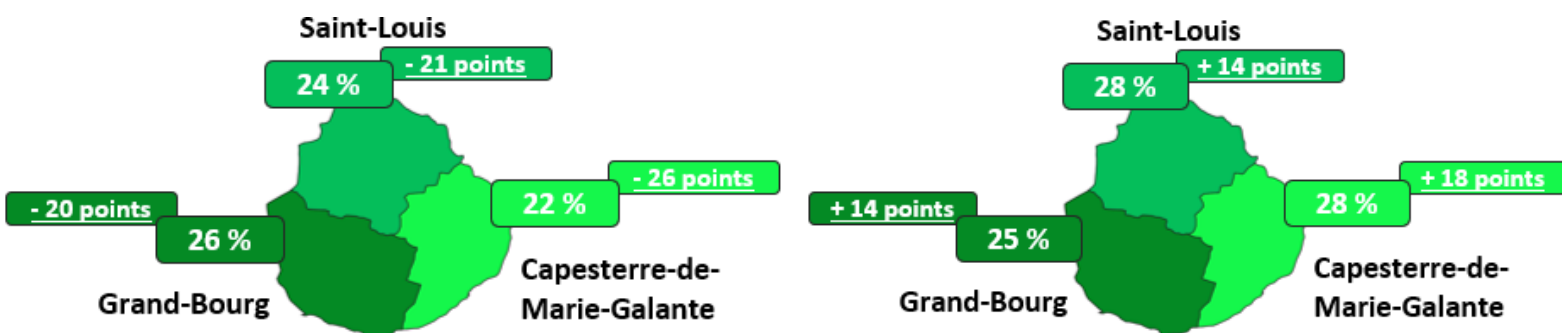 Saint-Louis
- 21 points
24 %
- 26 points
22 %
- 20 points
26 %
Capesterre-de-
Marie-Galante
Grand-Bourg
Saint-Louis
+ 14 points
28 %
+ 18 points
28 %
+ 14 points
25 %
Capesterre-de-
Marie-Galante
Grand-Bourg